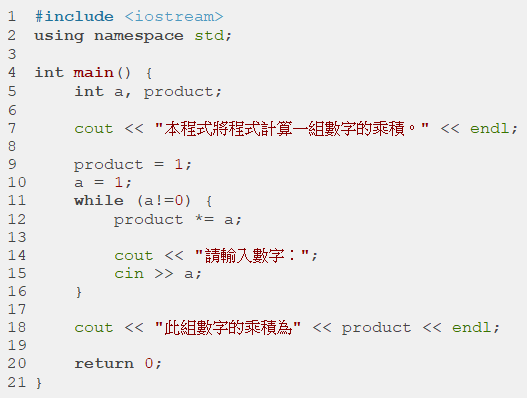 1 #include <iostream>
2 using namespace std;
3
4 int main() {
5     int a, product;
6
7     cout << "本程式將程式計算一組數字的乘積。" << endl;
8
9     product = 1;
10     a = 1;
11     while (a!=0) {
12         product *= a;
13
14         cout << "請輸入數字：";
15         cin >> a;
16     }
17
18     cout << "此組數字的乘積為" << product << endl;
19
20     return 0;
21 }